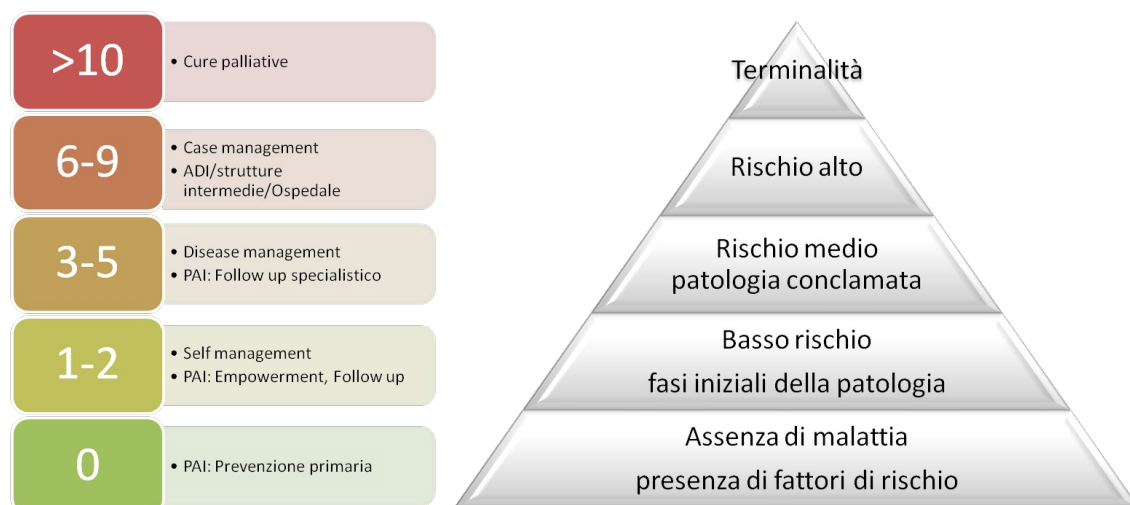 >10
• Cure palliative
6-9
• Case management
• ADI/strutture
intermedie/Ospedale
3-5
• Disease management
• PAI: Follow up specialistico
1-2
• Self management
• PAI: Empowerment, Follow up
0
• PAI: Prevenzione primaria
Terminalità
Rischio alto
Rischio medio
patologia conclamata
Basso rischio
fasi iniziali della patologia
Assenza di malattia
presenza di fattori di rischio